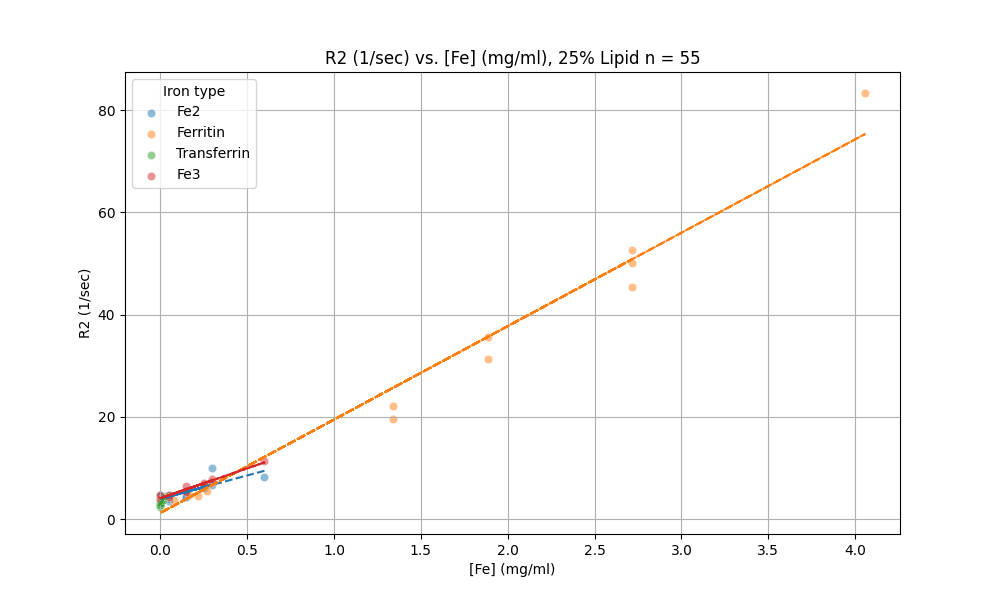 R2 (1/sec) vs. [Fe] (mg/ml), 25% Lipid n = 55
Iron type
Fe2
Ferritin
Transferrin
Fe3
R2 (1/sec)
80
60
40
20
0
0.0 0.5 1.0 1.5 2.0 2.5 3.0 3.5 4.0
[Fe] (mg/ml)